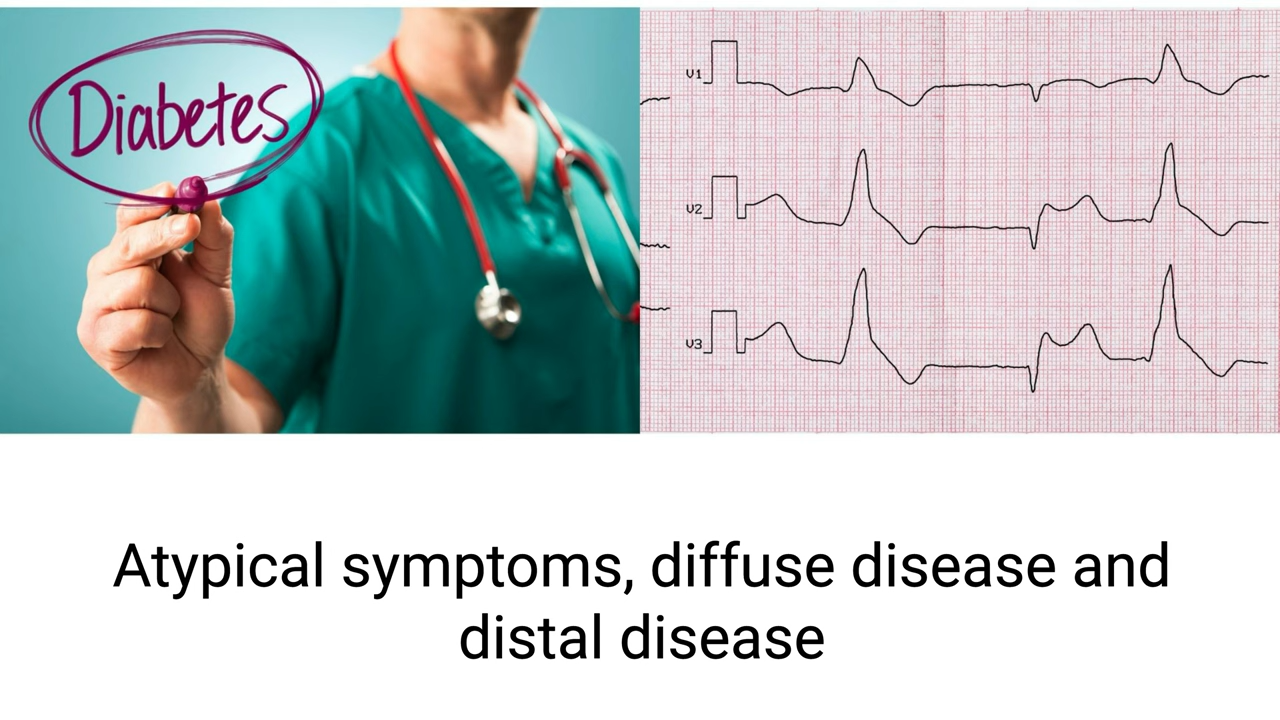 Diabetes
V1
V2
V3
Atypical symptoms, diffuse disease and
distal disease